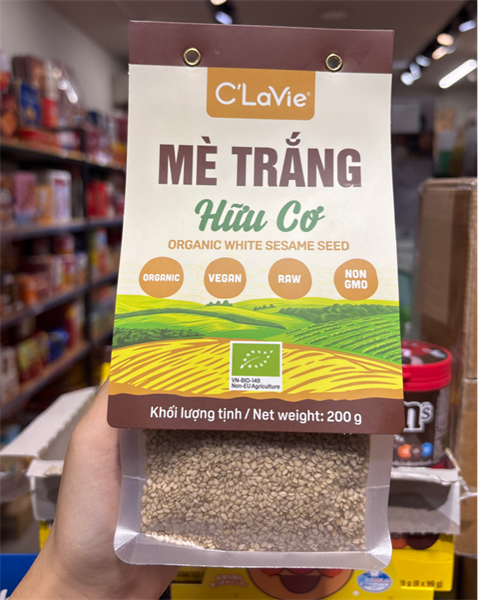 C'LaVie®
MÈ TRẮNG
Hữu Cơ
ORGANIC WHITE SESAME SEED
ORGANIC
VEGAN
RAW
NON
GMO
VN-BIO-149
Non-EU Agriculture
Khối lượng tịnh / Net weight: 200 g